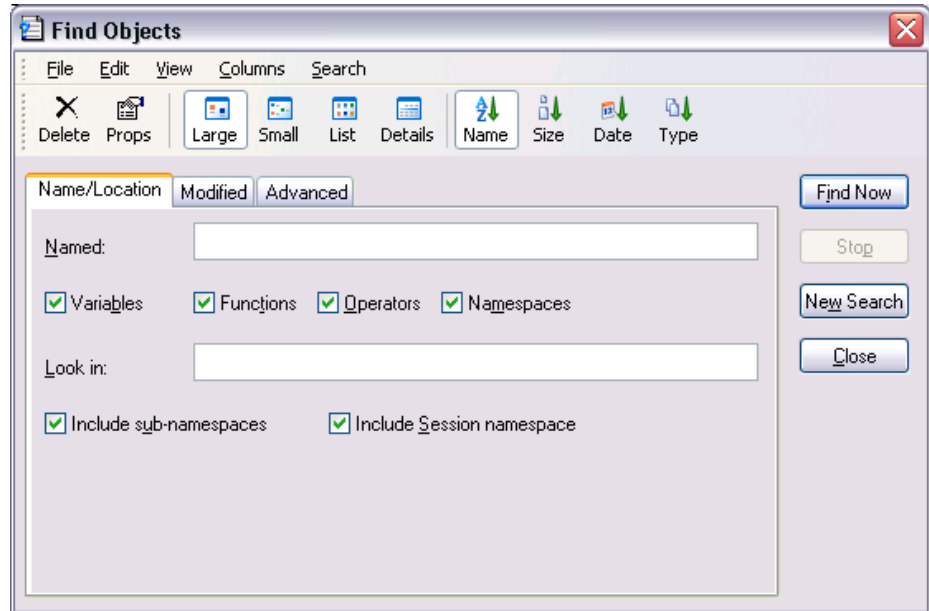 Find Objects
File Edit View Columns Search
Delete Props Large Small List Details Name Size Date Type
Name/Location Modified Advanced
Find Now
Named:
Stop
Variables Functions Operators Namespaces
New Search
Look in:
Close
Include sub-namespaces Include Session namespace